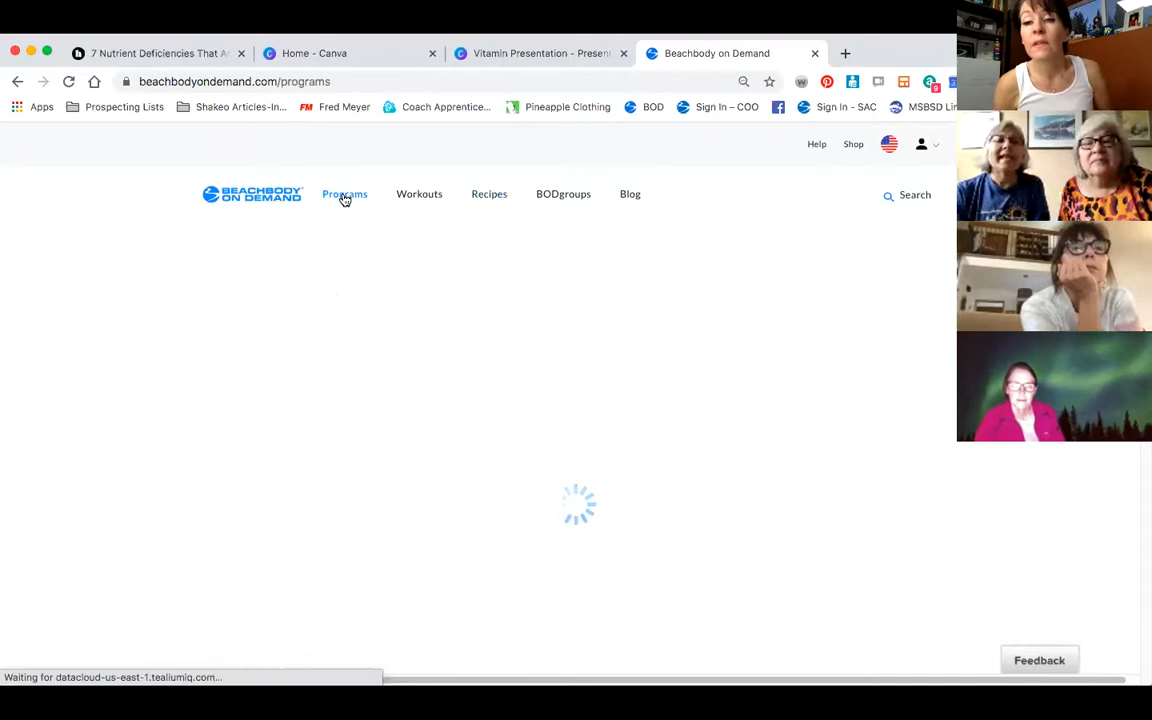 7 Nutrient Deficiencies That A
Home - Canva
Vitamin Presentation - Present
Beachbody on Demand
beachbodyondemand.com/programs
9
Apps
Prospecting Lists
Shakeo Articles-In...
FM Fred Meyer
Coach Apprentice...
Pineapple Clothing
BOD
Sign In – COO
Sign In - SAC
MSBSD Lin
Help
Shop
BEACHBODY
ON DEMAND
Programs
Workouts
Recipes
BODgroups
Blog
Search
Feedback
Waiting for datacloud-us-east-1.tealiumiq.com...